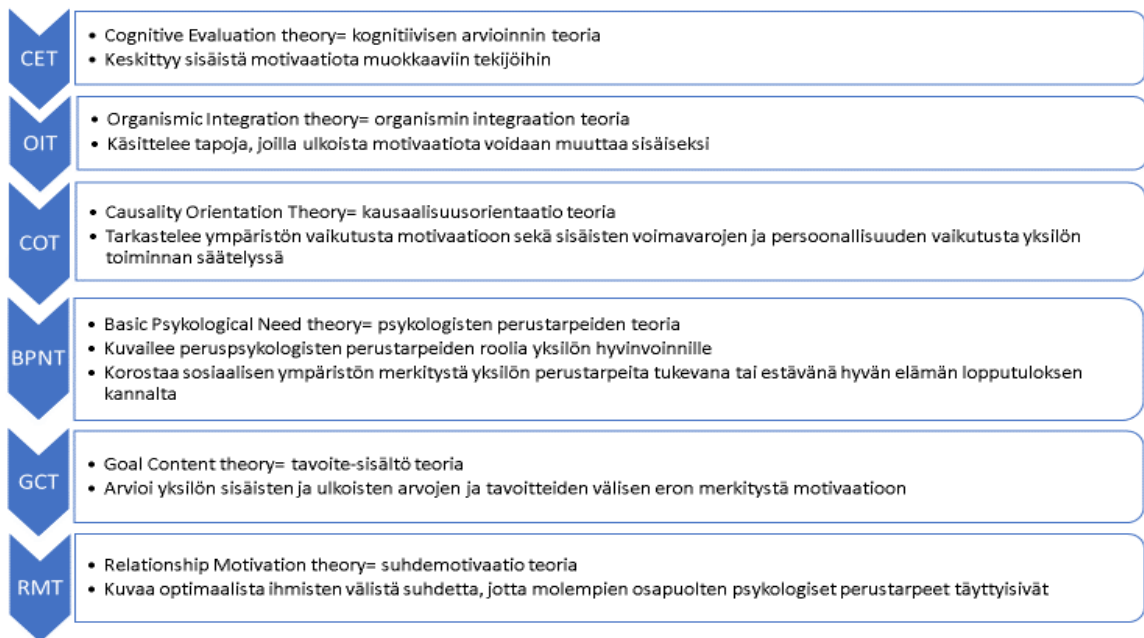 CET
• Cognitive Evaluation theory= kognitiivisen arvioinnin teoria
• Keskittyy sisäistä motivaatiota muokkaaviin tekijöihin
OIT
• Organismic Integration theory= organismin integraation teoria
• Käsittelee tapoja, joilla ulkoista motivaatiota voidaan muuttaa sisäiseksi
COT
• Causality Orientation Theory= kausaalisuusorientaatio teoria
• Tarkastelee ympäristön vaikutusta motivaatioon sekä sisäisten voimavarojen ja persoonallisuuden vaikutusta yksilön
toiminnan säätelyssä
BPNT
• Basic Psykological Need theory= psykologisten perustarpeiden teoria
• Kuvailee peruspsykologisten perustarpeiden roolia yksilön hyvinvoinnille
• Korostaa sosiaalisen ympäristön merkitystä yksilön perustarpeita tukevana tai estävänä hyvän elämän lopputuloksen
kannalta
GCT
• Goal Content theory= tavoite-sisältö teoria
• Arvioi yksilön sisäisten ja ulkoisten arvojen ja tavoitteiden välisen eron merkitystä motivaatioon
RMT
• Relationship Motivation theory= suhdemotivaatio teoria
• Kuvaa optimaalista ihmisten välistä suhdetta, jotta molempien osapuolten psykologiset perustarpeet täyttyisivät